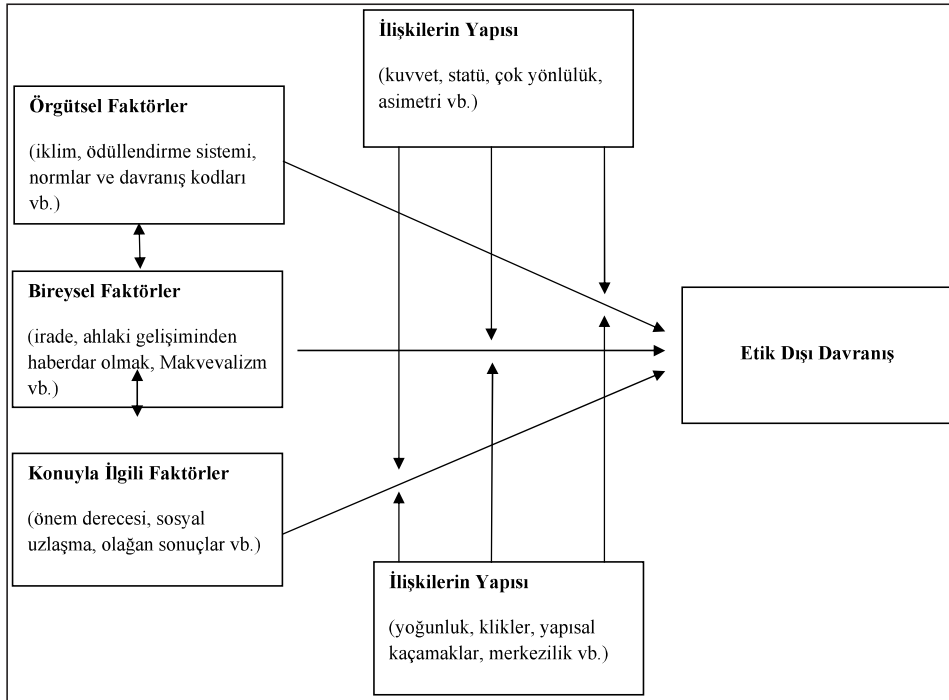 İlişkilerin Yapısı
(kuvvet, statü, çok yönlülük,
asimetri vb.)
Örgütsel Faktörler
(iklim, ödüllendirme sistemi,
normlar ve davranış kodları
vb.)
Bireysel Faktörler
(irade, ahlaki gelişiminden
haberdar olmak, Makvevalizm
vb.)
Etik Dışı Davranış
Konuyla İlgili Faktörler
(önem derecesi, sosyal
uzlaşma, olağan sonuçlar vb.)
İlişkilerin Yapısı
(yoğunluk, klikler, yapısal
kaçamaklar, merkezilik vb.)